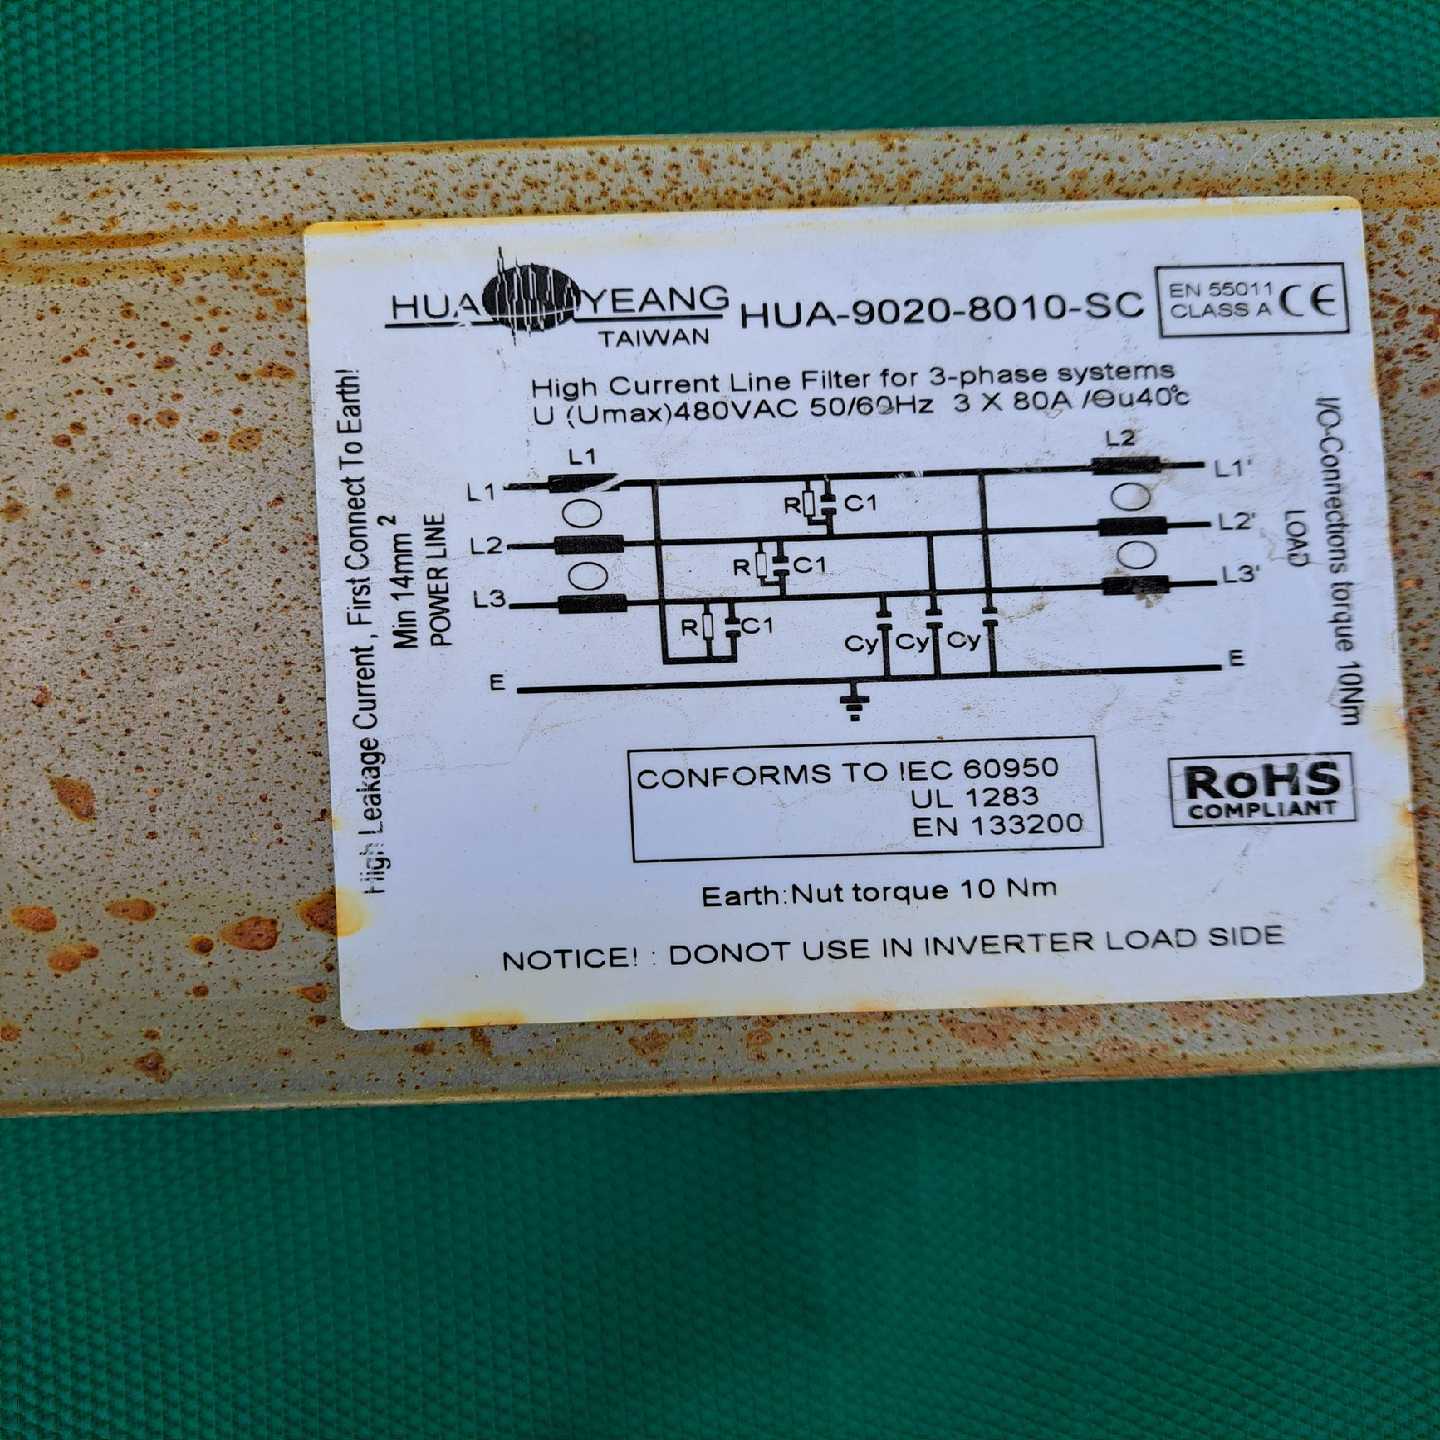 HUA YEANG
TAIWAN
HUA-9020-8010-SC
EN 55011
CLASS A CE
High Current Line Filter for 3-phase systems
U (Umax)480VAC 50/60Hz 3 X 80A /Θu40°c
High Leakage Current, First Connect To Earth!
Min 14mm²
POWER LINE
L1
L2
L1
L1'
R C1
L2
L2'
R C1
L3
L3'
R C1
Cy Cy Cy
E
E
LOAD
I/O-Connections torque 10Nm
CONFORMS TO IEC 60950
UL 1283
EN 133200
RoHS
COMPLIANT
Earth:Nut torque 10 Nm
NOTICE! : DONOT USE IN INVERTER LOAD SIDE